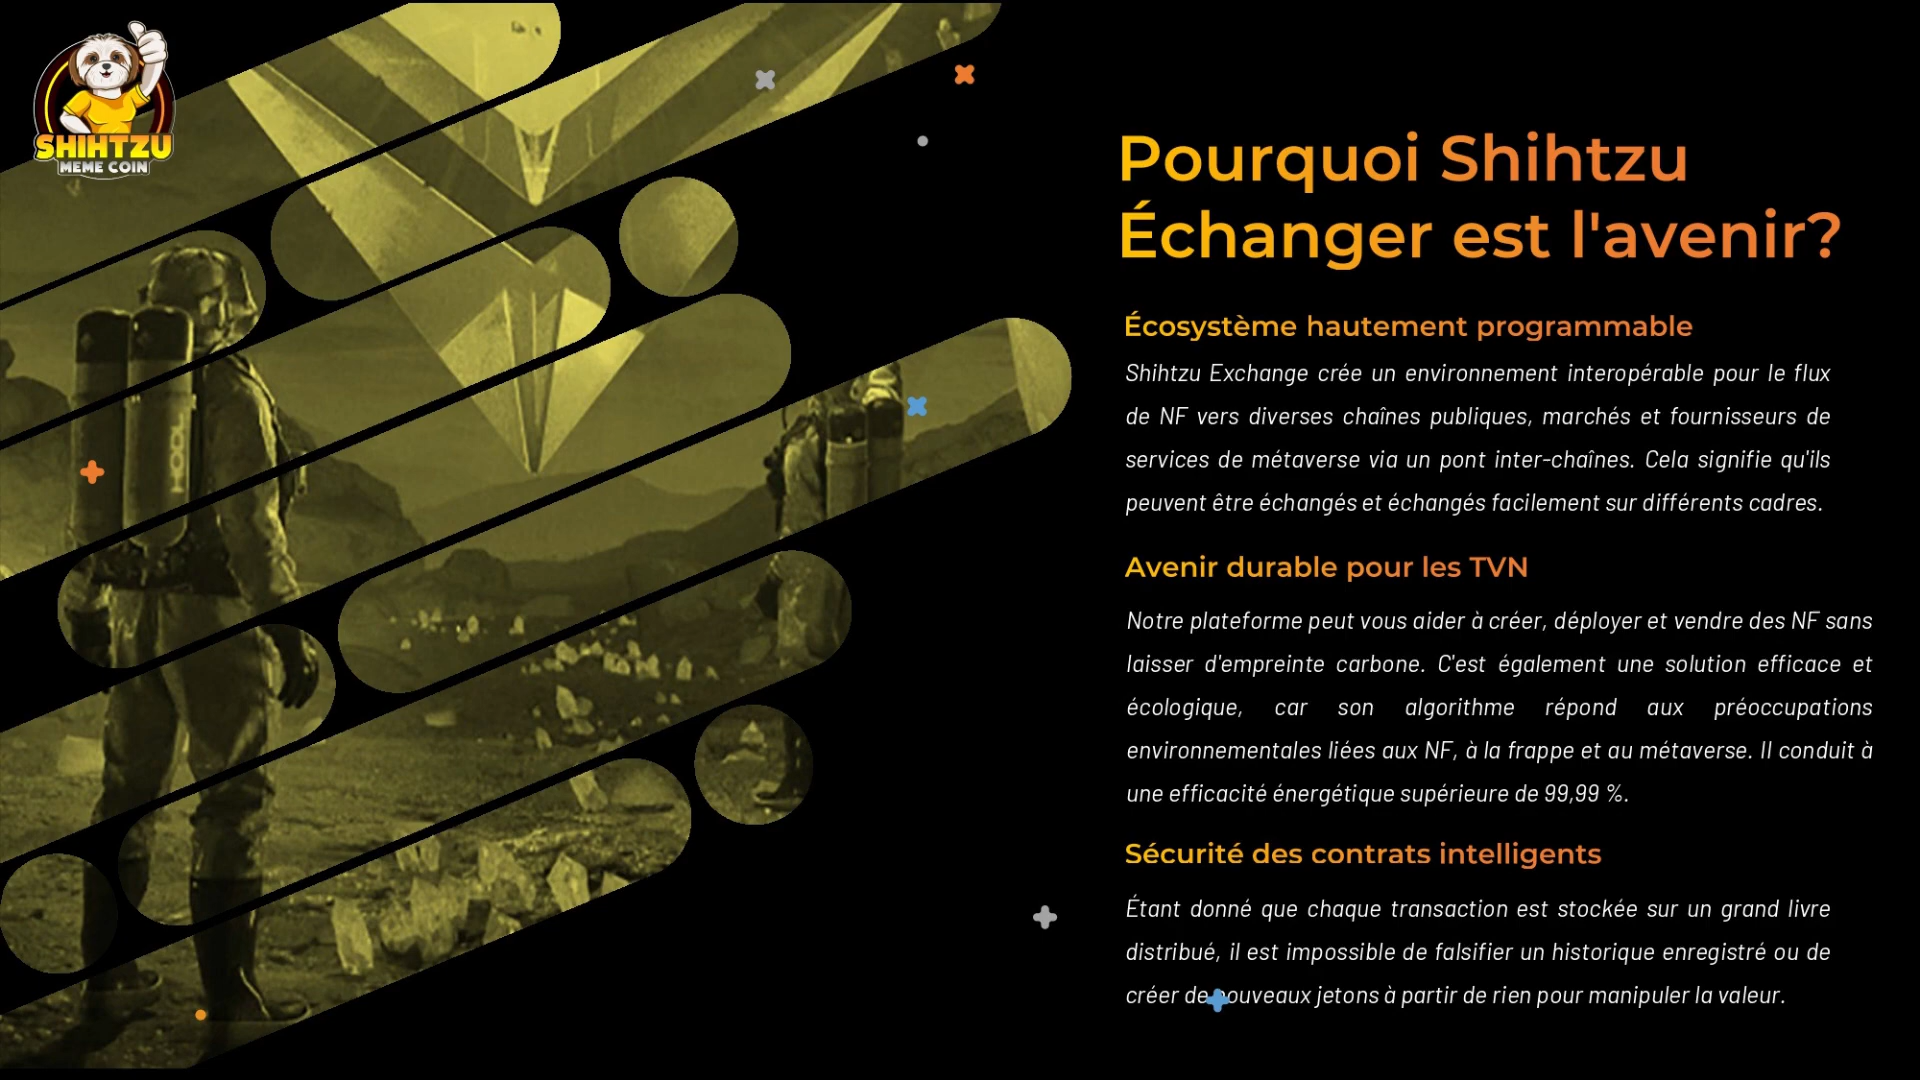 SHIHTZU
MEME COIN
HODL
Pourquoi Shihtzu
Échanger est l'avenir?
Écosystème hautement programmable
Shihtzu Exchange crée un environnement interopérable pour le flux
de NF vers diverses chaînes publiques, marchés et fournisseurs de
services de métaverse via un pont inter-chaînes. Cela signifie qu'ils
peuvent être échangés et échangés facilement sur différents cadres.
Avenir durable pour les TVN
Notre plateforme peut vous aider à créer, déployer et vendre des NF sans
laisser d'empreinte carbone. C'est également une solution efficace et
écologique, car son algorithme répond aux préoccupations
environnementales liées aux NF, à la frappe et au métaverse. Il conduit à
une efficacité énergétique supérieure de 99,99 %.
Sécurité des contrats intelligents
Étant donné que chaque transaction est stockée sur un grand livre
distribué, il est impossible de falsifier un historique enregistré ou de
créer de nouveaux jetons à partir de rien pour manipuler la valeur.